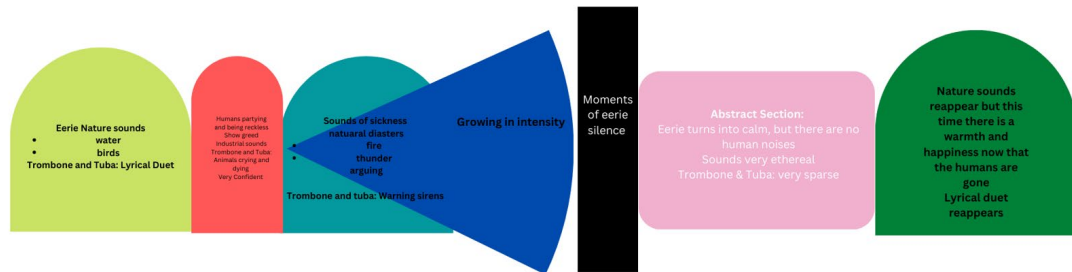 Eerie Nature sounds
• water
• birds
Trombone and Tuba: Lyrical Duet
Humans partying
and being reckless
Show greed
Industrial sounds
Trombone and Tuba:
Animals crying and
dying
Very Confident
Sounds of sickness
natuaral diasters
• fire
• thunder
arguing
Trombone and tuba: Warning sirens
Growing in intensity
Moments
of eerie
silence
Abstract Section:
Eerie turns into calm, but there are no
human noises
Sounds very ethereal
Trombone & Tuba: very sparse
Nature sounds
reappear but this
time there is a
warmth and
happiness now that
the humans are
gone
Lyrical duet
reappears